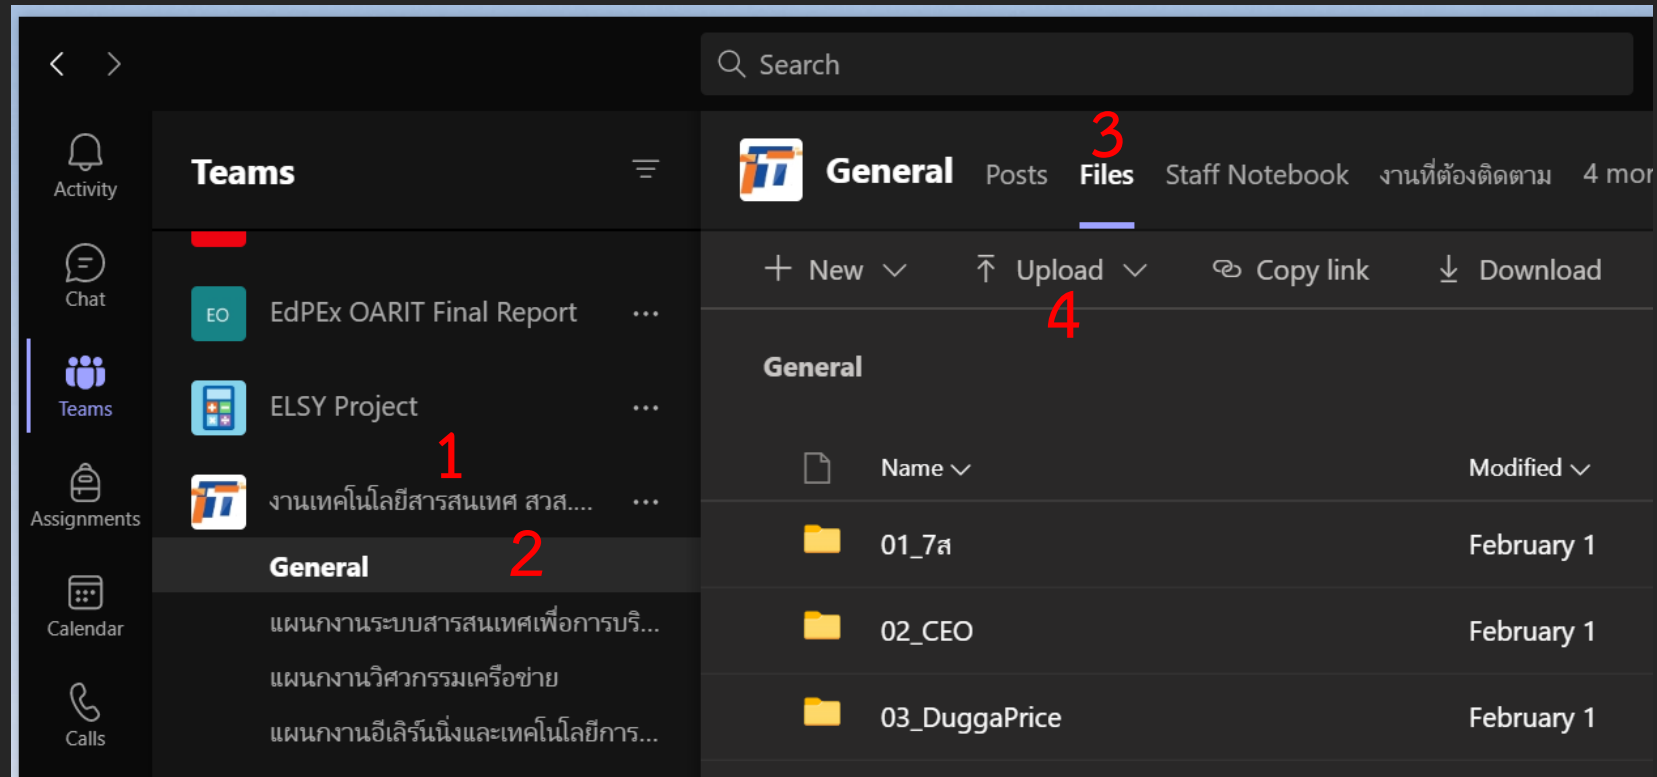 Search
Activity
Chat
Teams
Assignments
Calendar
Calls
Teams
EO EdPEx OARIT Final Report ...
ELSY Project ...
1
งานเทคโนโลยีสารสนเทศ สวส.... ...
2
General
แผนกงานระบบสารสนเทศเพื่อการบริ...
แผนกงานวิศวกรรมเครือข่าย
แผนกงานอีเลิร์นนิ่งและเทคโนโลยีการ...
3
General Posts Files Staff Notebook งานที่ต้องติดตาม 4 mor
New Upload Copy link Download
4
General
Name Modified
01_7ส February 1
02_CEO February 1
03_DuggaPrice February 1